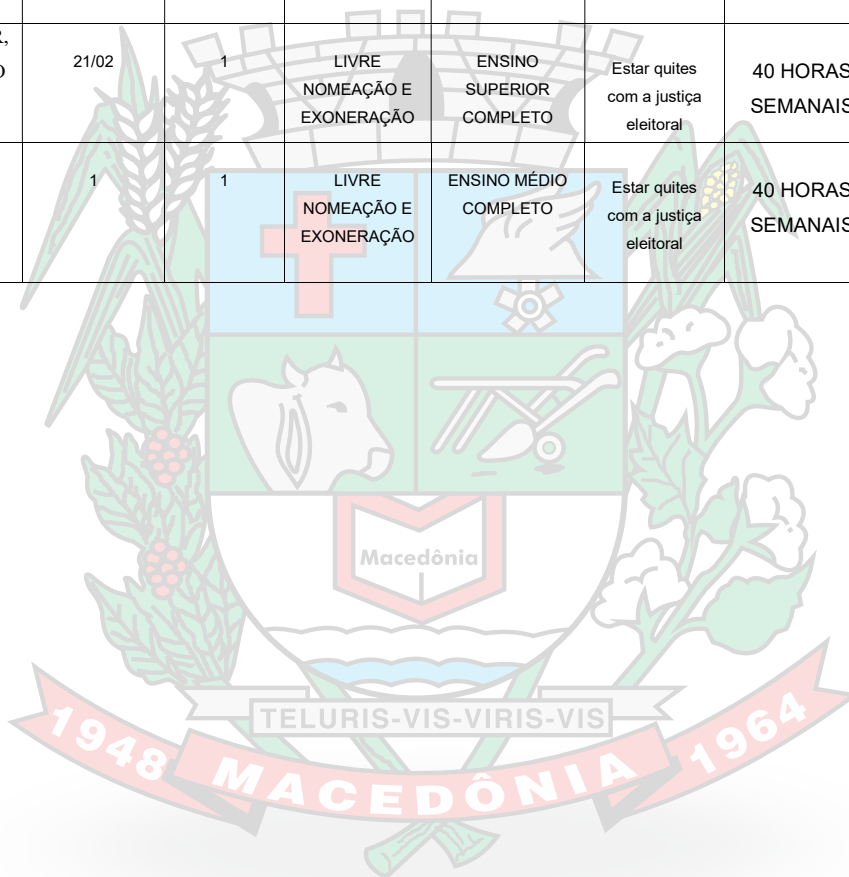 21/02
1
LIVRE
NOMEAÇÃO E
EXONERAÇÃO
ENSINO
SUPERIOR
COMPLETO
Estar quites
com a justiça
eleitoral
40 HORAS
SEMANAIS
1
1
LIVRE
NOMEAÇÃO E
EXONERAÇÃO
ENSINO MÉDIO
COMPLETO
Estar quites
com a justiça
eleitoral
40 HORAS
SEMANAIS
Macedônia
TELURIS-VIS-VIRIS-VIS
1948
MACEDÔNIA
1964